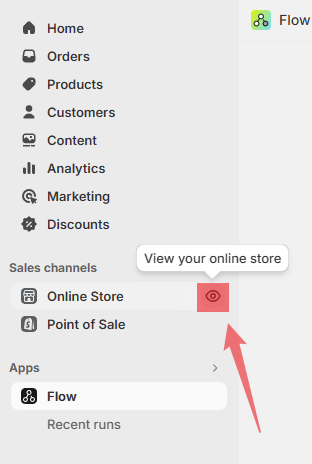 Home
Flow
Orders
Products
Customers
Content
Analytics
Marketing
Discounts
View your online store
Sales channels
Online Store
Point of Sale
Apps
Flow
Recent runs